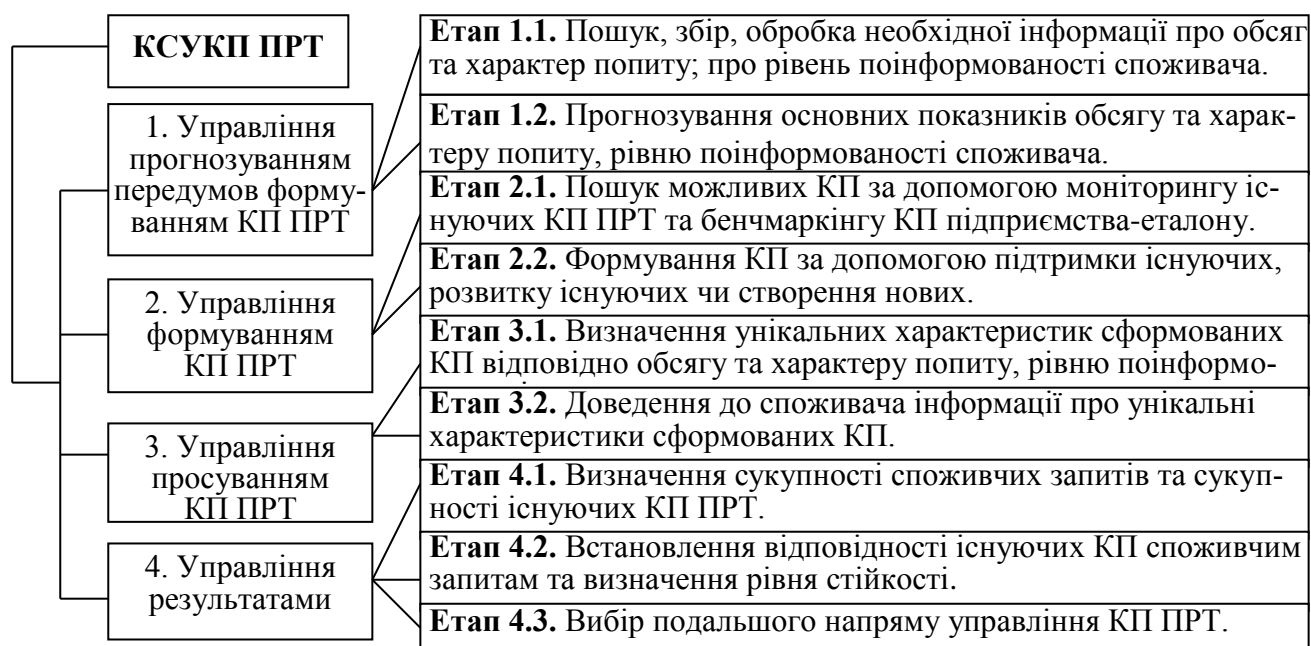 КСУКП ПРТ
1. Управління
прогнозуванням
передумов форму-
ванням КП ПРТ
2. Управління
формуванням
КП ПРТ
3. Управління
просуванням
КП ПРТ
4. Управління
результатами
Етап 1.1. Пошук, збір, обробка необхідної інформації про обсяг
та характер попиту; про рівень поінформованості споживача.
Етап 1.2. Прогнозування основних показників обсягу та харак-
теру попиту, рівню поінформованості споживача.
Етап 2.1. Пошук можливих КП за допомогою моніторингу іс-
нуючих КП ПРТ та бенчмаркінгу КП підприємства-еталону.
Етап 2.2. Формування КП за допомогою підтримки існуючих,
розвитку існуючих чи створення нових.
Етап 3.1. Визначення унікальних характеристик сформованих
КП відповідно обсягу та характеру попиту, рівню поінформо-
Етап 3.2. Доведення до споживача інформації про унікальні
характеристики сформованих КП.
Етап 4.1. Визначення сукупності споживчих запитів та сукуп-
ності існуючих КП ПРТ.
Етап 4.2. Встановлення відповідності існуючих КП споживчим
запитам та визначення рівня стійкості.
Етап 4.3. Вибір подальшого напряму управління КП ПРТ.